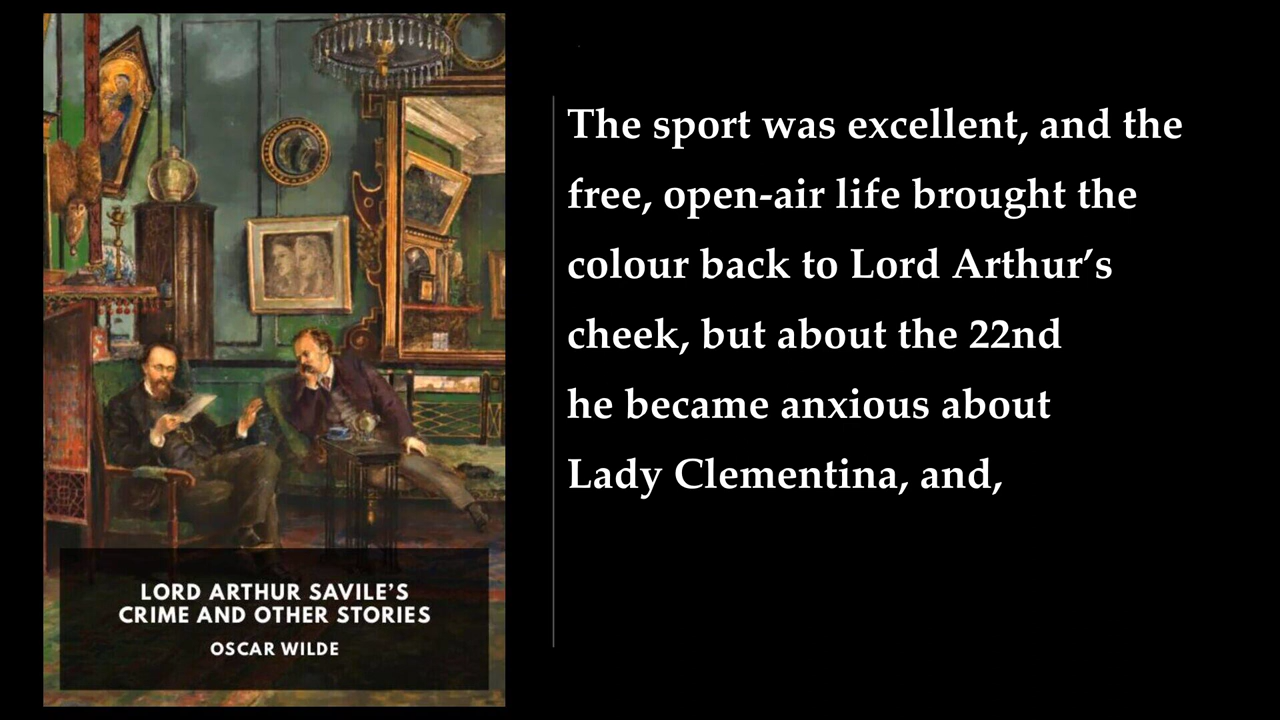 The sport was excellent, and the
free, open-air life brought the
colour back to Lord Arthur’s
cheek, but about the 22nd
he became anxious about
Lady Clementina, and,
LORD ARTHUR SAVILE’S
CRIME AND OTHER STORIES
OSCAR WILDE